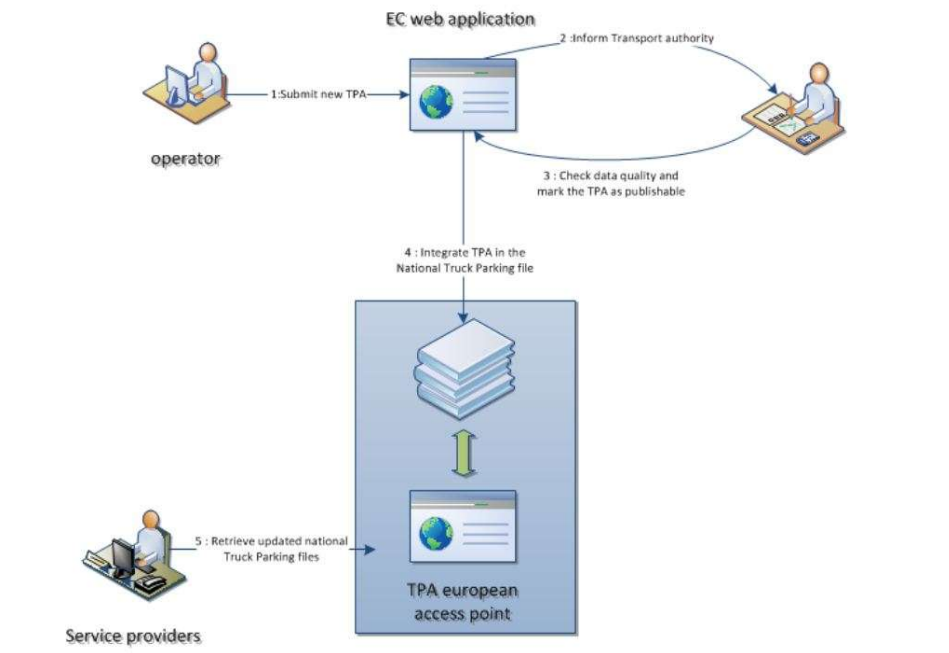 EC web application
2 :Inform Transport authority
1:Submit new TPA
operator
3 : Check data quality and
mark the TPA as publishable
4 : Integrate TPA in the
National Truck Parking file
5 : Retrieve updated national
Truck Parking files
TPA european
access point
Service providers